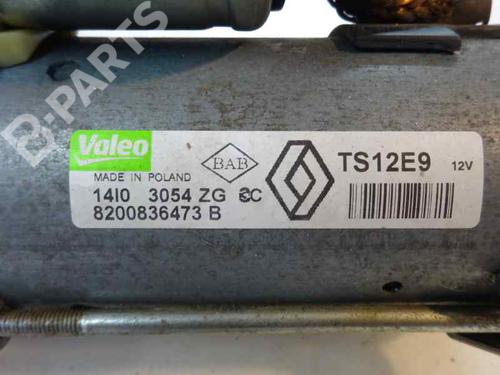 B-PARTS
Valeo
BAB
TS12E9
12V
MADE IN POLAND
14I0 3054 ZG
8200836473 B